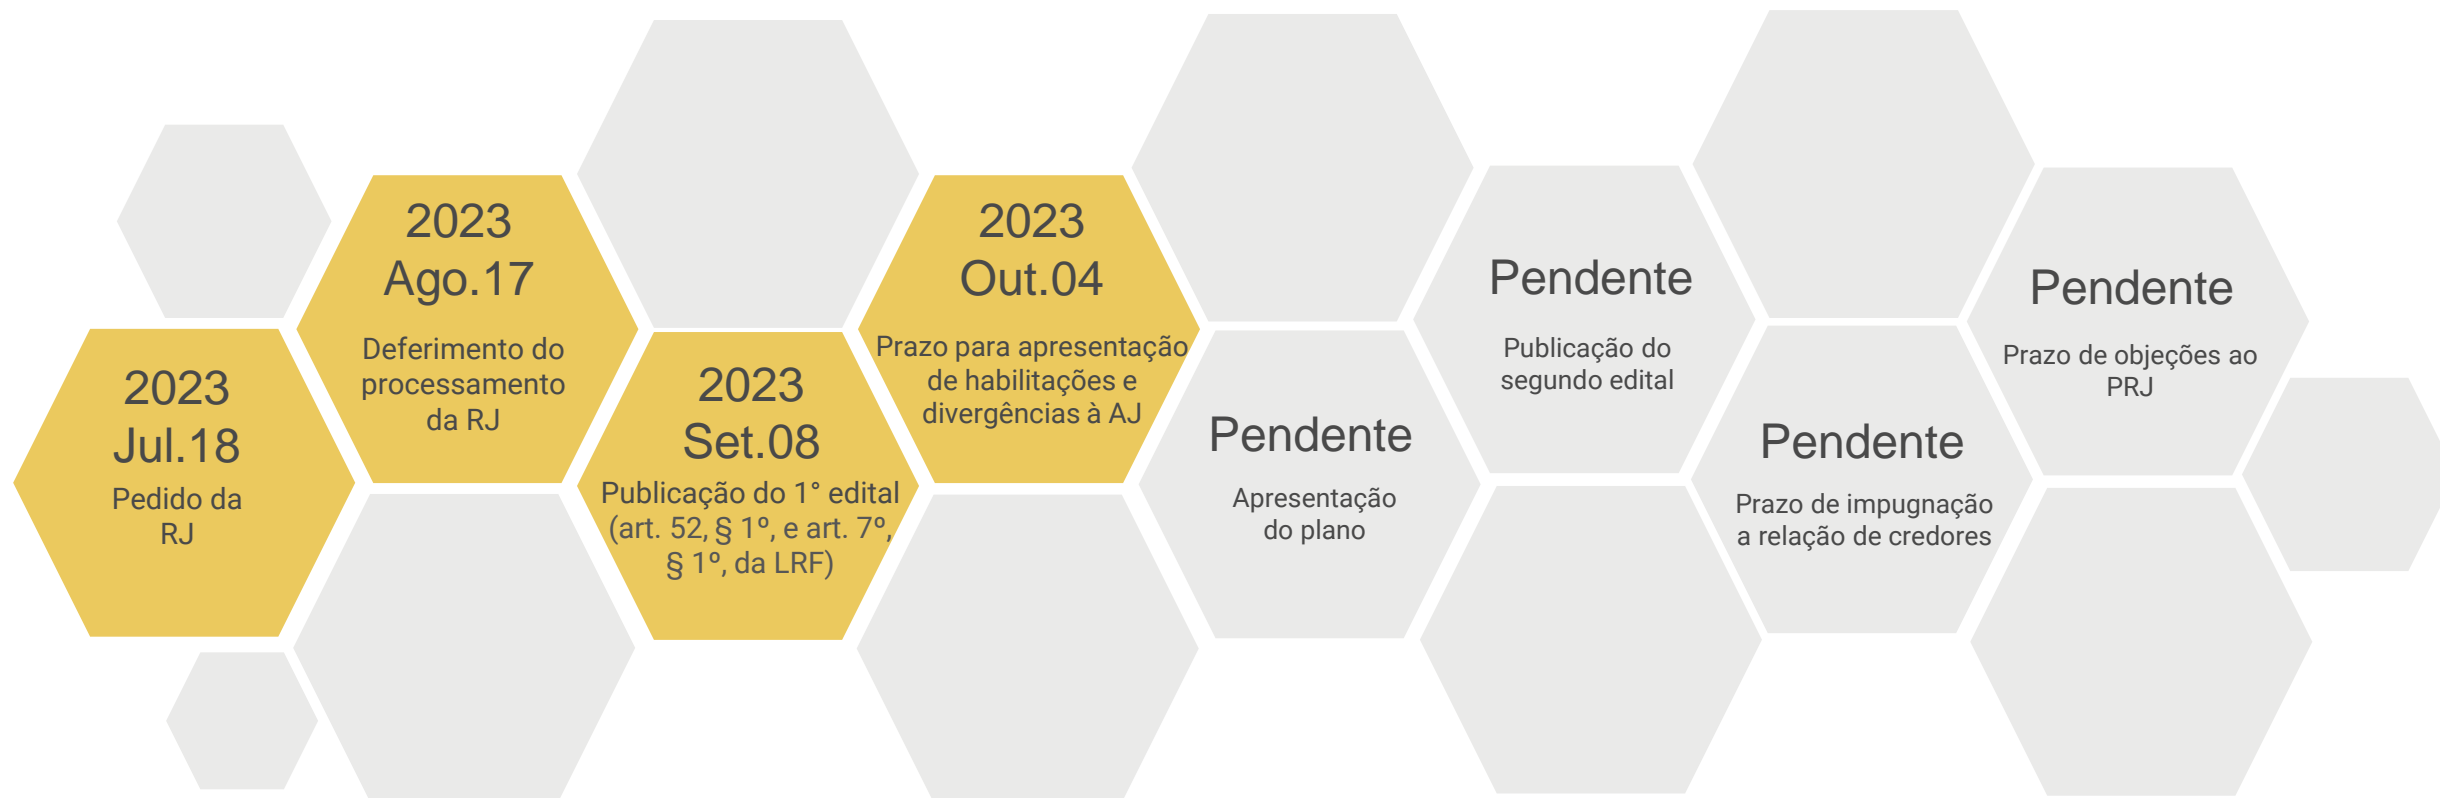 2023
Jul.18
Pedido da
RJ
2023
Ago.17
Deferimento do
processamento
da RJ
2023
Set.08
Publicação do 1° edital
(art. 52, § 1º, e art. 7º,
§ 1º, da LRF)
2023
Out.04
Prazo para apresentação
de habilitações e
divergências à AJ
Pendente
Apresentação
do plano
Pendente
Publicação do
segundo edital
Pendente
Prazo de impugnação
a relação de credores
Pendente
Prazo de objeções ao
PRJ